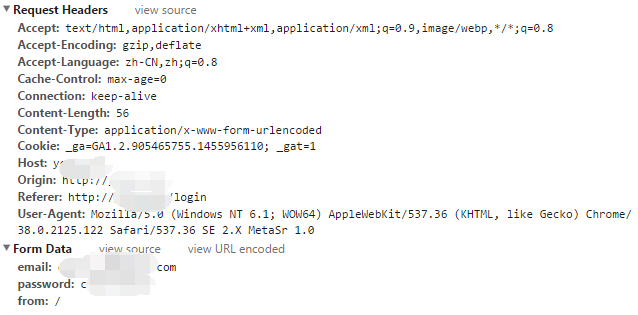 Request Headers view source
Accept: text/html,application/xhtml+xml,application/xml;q=0.9,image/webp,*/*;q=0.8
Accept-Encoding: gzip,deflate
Accept-Language: zh-CN,zh;q=0.8
Cache-Control: max-age=0
Connection: keep-alive
Content-Length: 56
Content-Type: application/x-www-form-urlencoded
Cookie: _ga=GA1.2.905465755.1455956110; _gat=1
Host:
Origin: http://
Referer: http:// /login
User-Agent: Mozilla/5.0 (Windows NT 6.1; WOW64) AppleWebKit/537.36 (KHTML, like Gecko) Chrome/
38.0.2125.122 Safari/537.36 SE 2.X MetaSr 1.0
Form Data view source view URL encoded
email: com
password: c
from: /